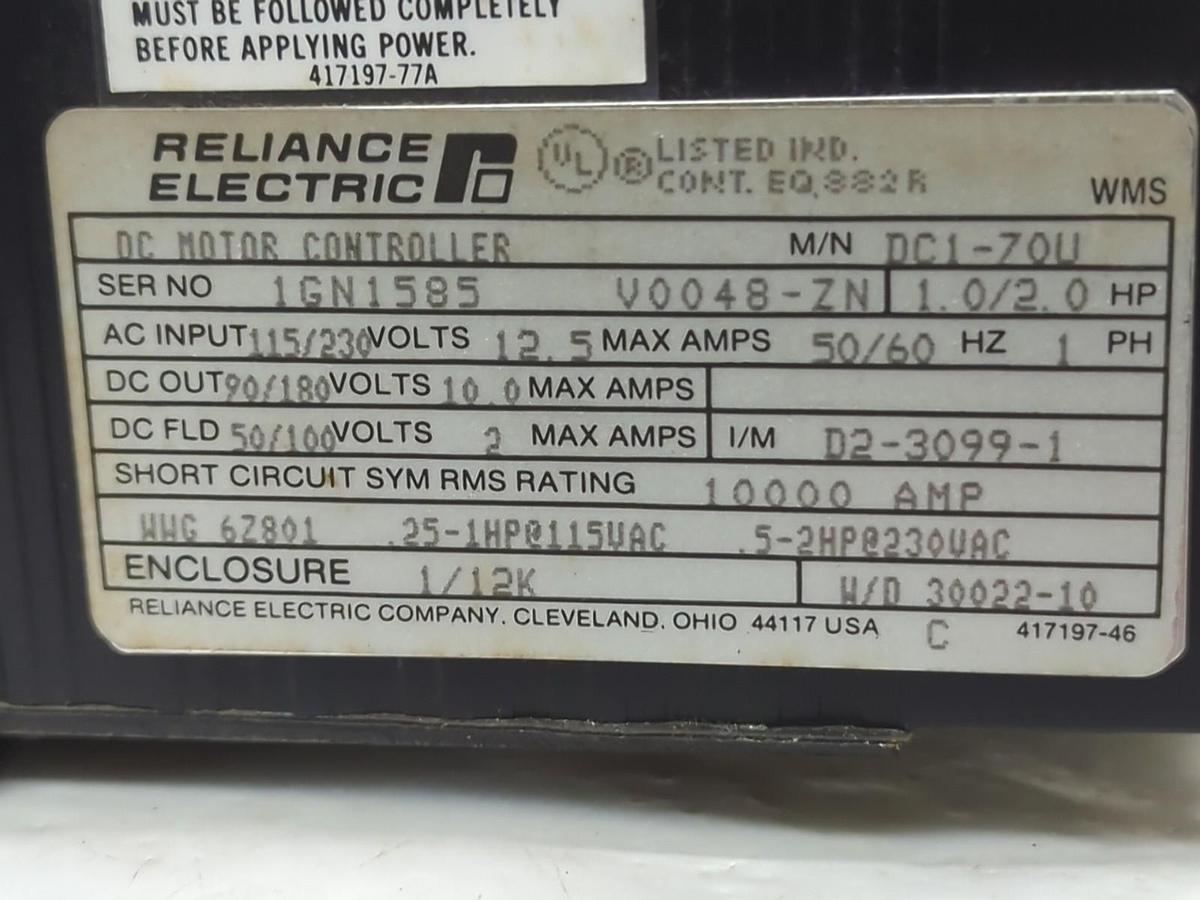 MUST BE FOLLOWED COMPLETELY
BEFORE APPLYING POWER.
417197-77A
RELIANCE ELECTRIC
UL ® LISTED IND. CONT. EQ. 882R
WMS
DC MOTOR CONTROLLER M/N DC1-70U
SER NO 1GN1585 V0048-ZN 1.0/2.0 HP
AC INPUT 115/230 VOLTS 12.5 MAX AMPS 50/60 HZ 1 PH
DC OUT 90/180 VOLTS 10.0 MAX AMPS
DC FLD 50/100 VOLTS 2 MAX AMPS I/M D2-3099-1
SHORT CIRCUIT SYM RMS RATING 10000 AMP
WWG 6Z801 .25-1HP@115VAC .5-2HP@230VAC
ENCLOSURE 1/12K W/D 30022-10
RELIANCE ELECTRIC COMPANY. CLEVELAND. OHIO 44117 USA C 417197-46